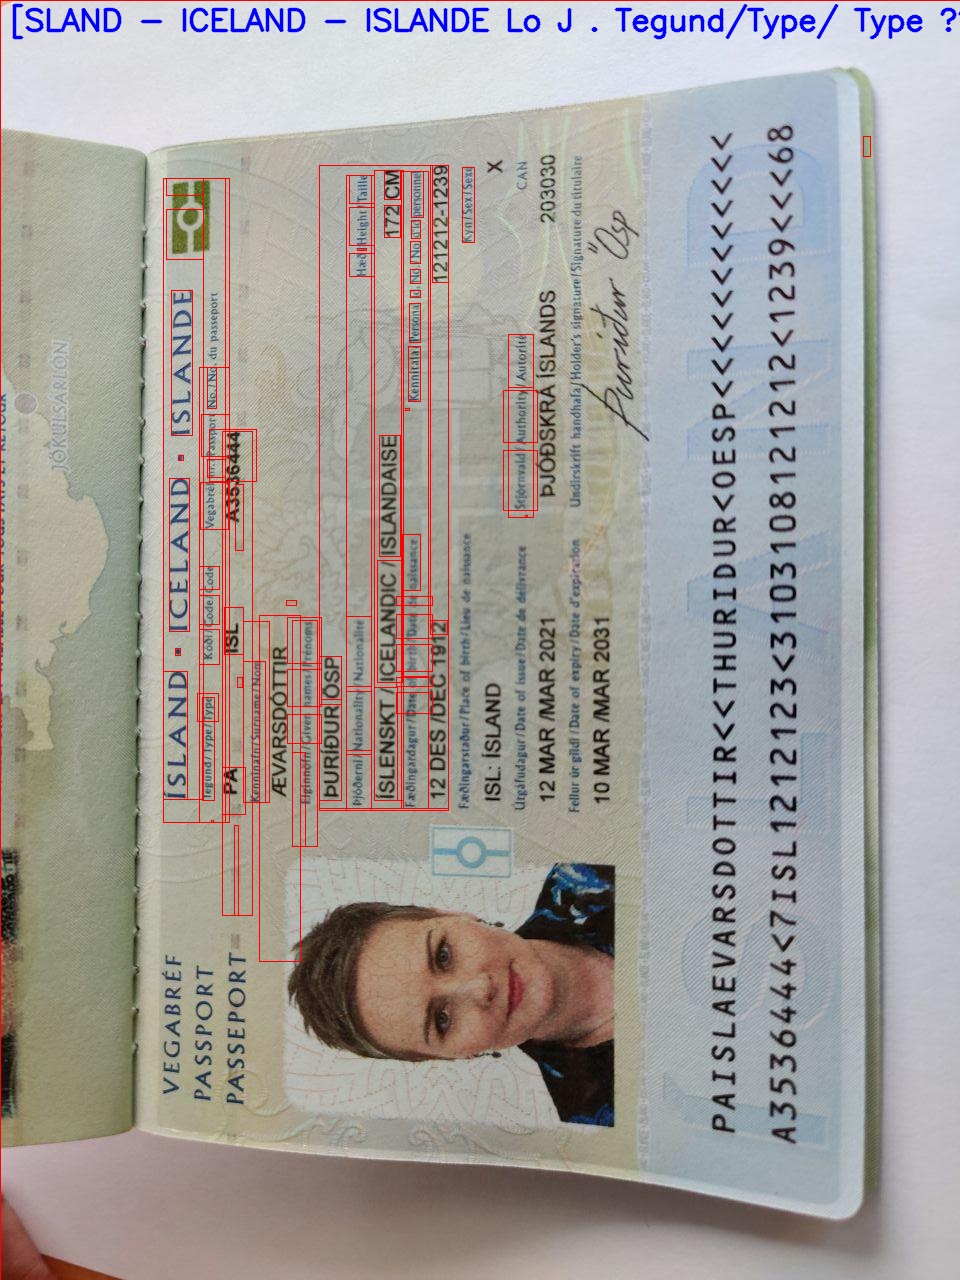 [SLAND - ICELAND - ISLANDE Lo J . Tegund/Type/ Type ?
JÖKULSÁRLÓN
ÍSLAND ▪ ICELAND ▪ ISLANDE
VEGABRÉF
PASSPORT
PASSEPORT
Tegund/Type/Type Kóði/Code/Code Vegabréf nr./Passport No./No. du passeport
PA ISL A3536444
Kenninafn/Surname/Nom
ÆVARSDÓTTIR
Eiginnöfn/Given names/Prénoms
ÞURÍÐUR ÖSP
Þjóðerni/Nationality/Nationalité Hæð/Height/Taille
ÍSLENSKT / ICELANDIC / ISLANDAISE 172 CM
Fæðingardagur/Date of birth/Date de naissance Kennitala/Personal
12 DES /DEC 1912 121212-1239
Fæðingarstaður/Place of birth/Lieu de naissance Kyn/Sex/Sexe
ISL: ÍSLAND X
Útgáfudagur/Date of issue/Date de délivrance Stjórnvald/Authority/Autorité CAN
12 MAR /MAR 2021 ÞJÓÐSKRÁ ÍSLANDS 203030
Fellur úr gildi/Date of expiry/Date d'expiration Undirskrift handhafa/Holder's signature/Signature du titulaire
10 MAR /MAR 2031 Þuríður Ösp
PAISLAEVARSDOTTIR<<THURIDUR<OESP<<<<<<<<<<<<
A3536444<7ISL1212123<3103108121212<1239<<<68